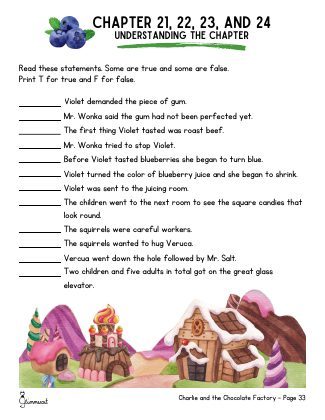 CHAPTER 21, 22, 23, AND 24
UNDERSTANDING THE CHAPTER
Read these statements. Some are true and some are false.
Print T for true and F for false.
Violet demanded the piece of gum.
Mr. Wonka said the gum had not been perfected yet.
The first thing Violet tasted was roast beef.
Mr. Wonka tried to stop Violet.
Before Violet tasted blueberries she began to turn blue.
Violet turned the color of blueberry juice and she began to shrink.
Violet was sent to the juicing room.
The children went to the next room to see the square candies that
look round.
The squirrels were careful workers.
The squirrels wanted to hug Veruca.
Vercua went down the hole followed by Mr. Salt.
Two children and five adults in total got on the great glass
elevator.
Charlie and the Chocolate Factory - Page 33